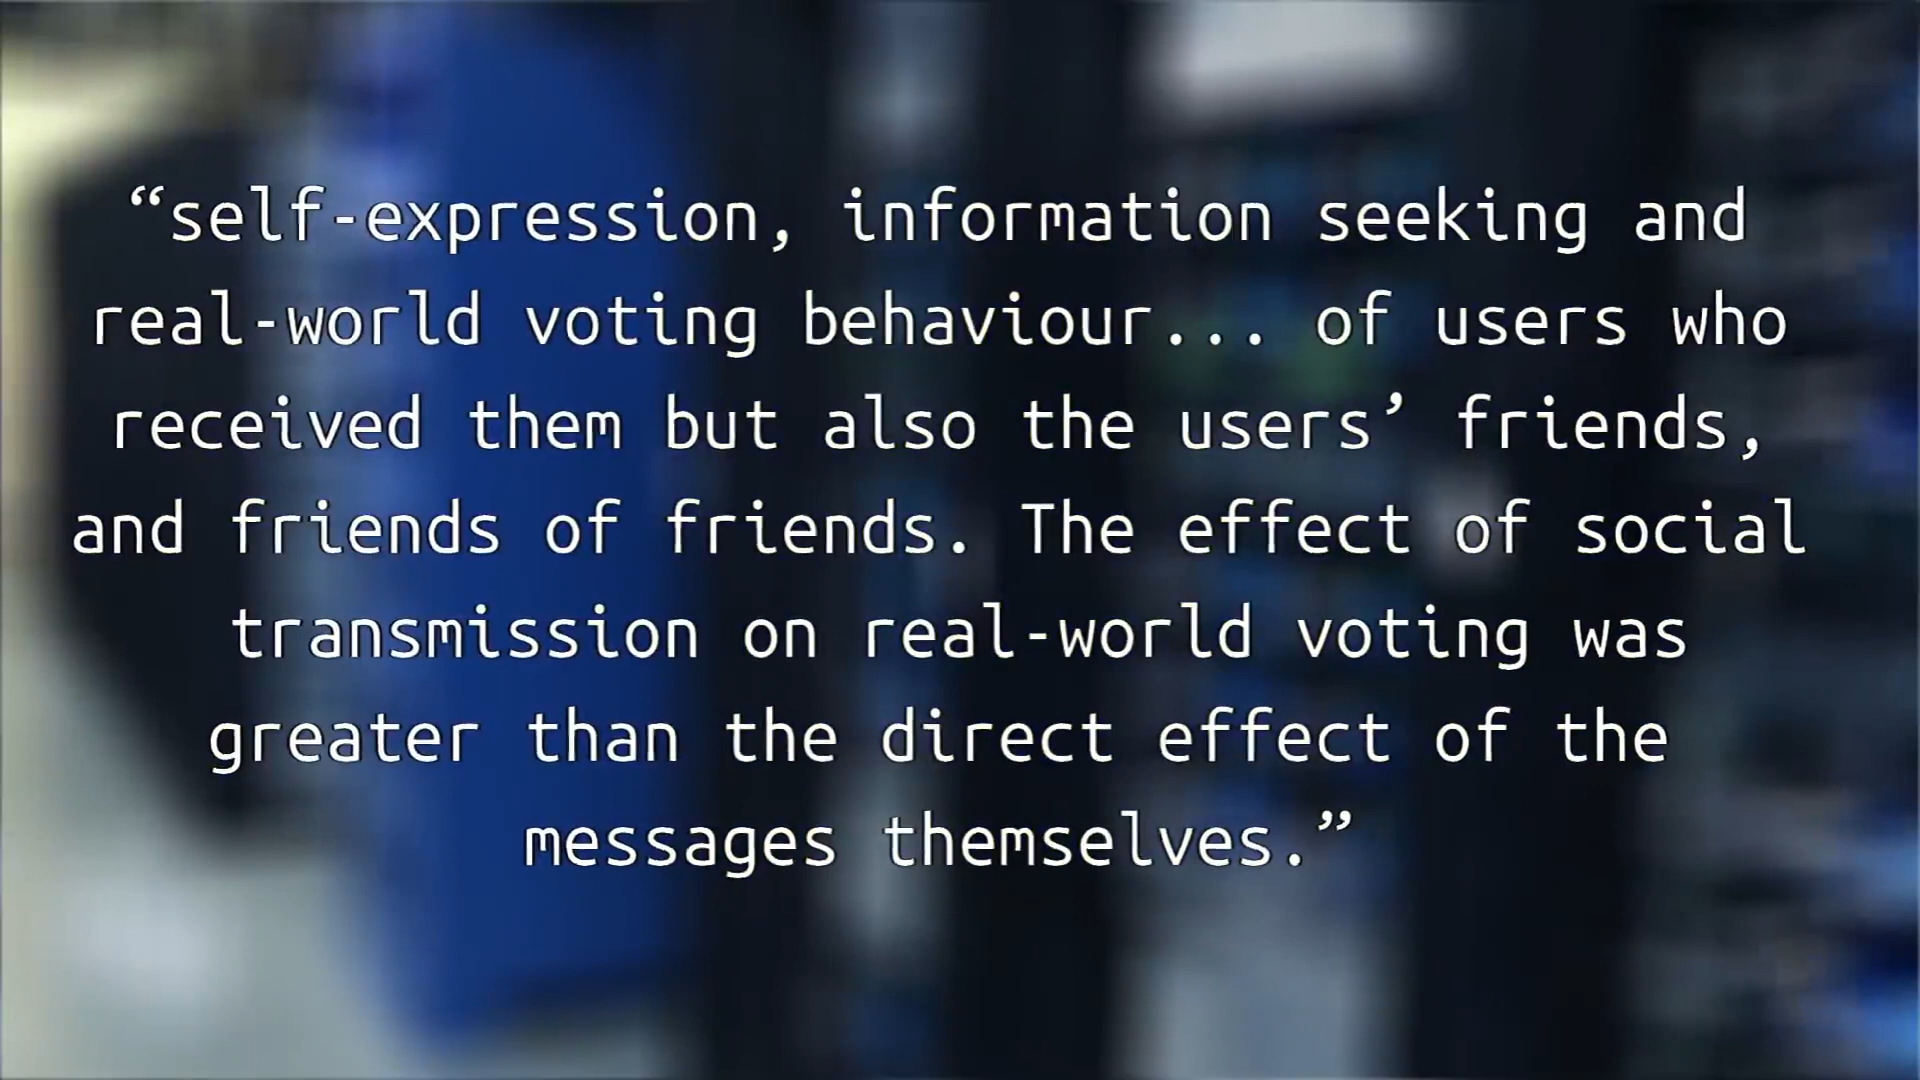 “self-expression, information seeking and
real-world voting behaviour... of users who
received them but also the users’ friends,
and friends of friends. The effect of social
transmission on real-world voting was
greater than the direct effect of the
messages themselves.”